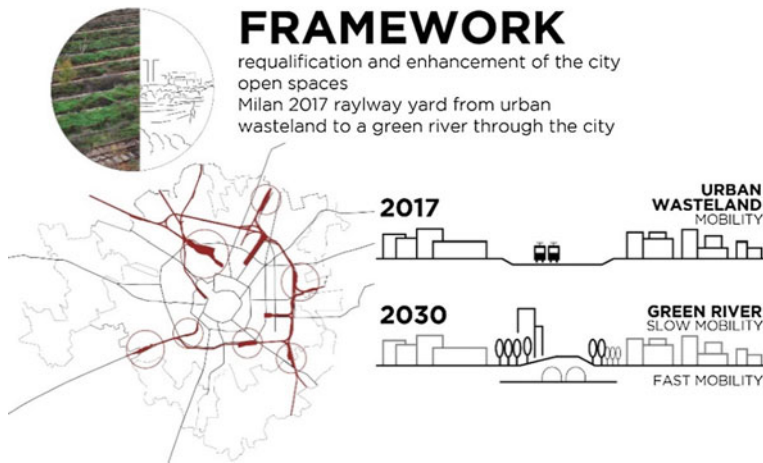 FRAMEWORK
requalification and enhancement of the city
open spaces
Milan 2017 raylway yard from urban
wasteland to a green river through the city
2017
URBAN
WASTELAND
MOBILITY
2030
GREEN RIVER
SLOW MOBILITY
FAST MOBILITY